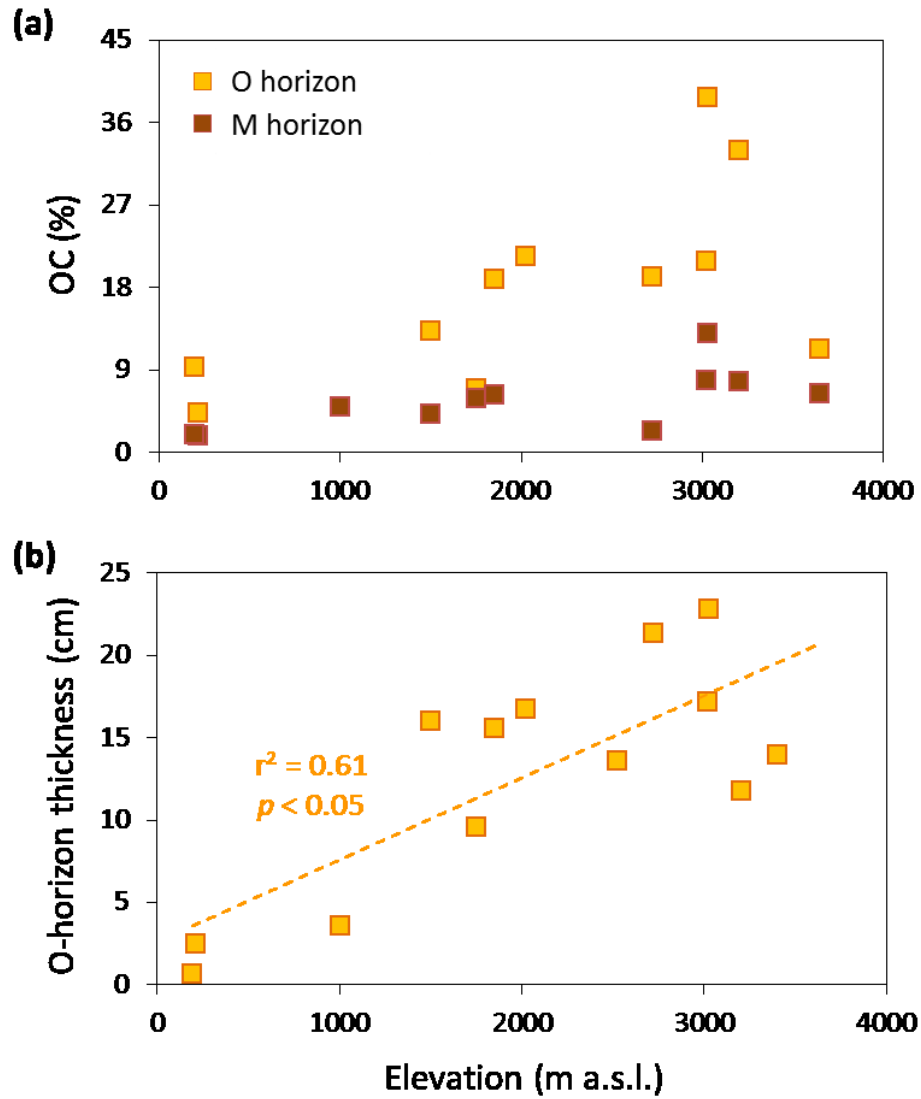 (a)
45
O horizon
36
M horizon
27
OC (%)
18
9
0
0 1000 2000 3000 4000
(b)
25
20
O-horizon thickness (cm)
15
r² = 0.61
p < 0.05
10
5
0
0 1000 2000 3000 4000
Elevation (m a.s.l.)